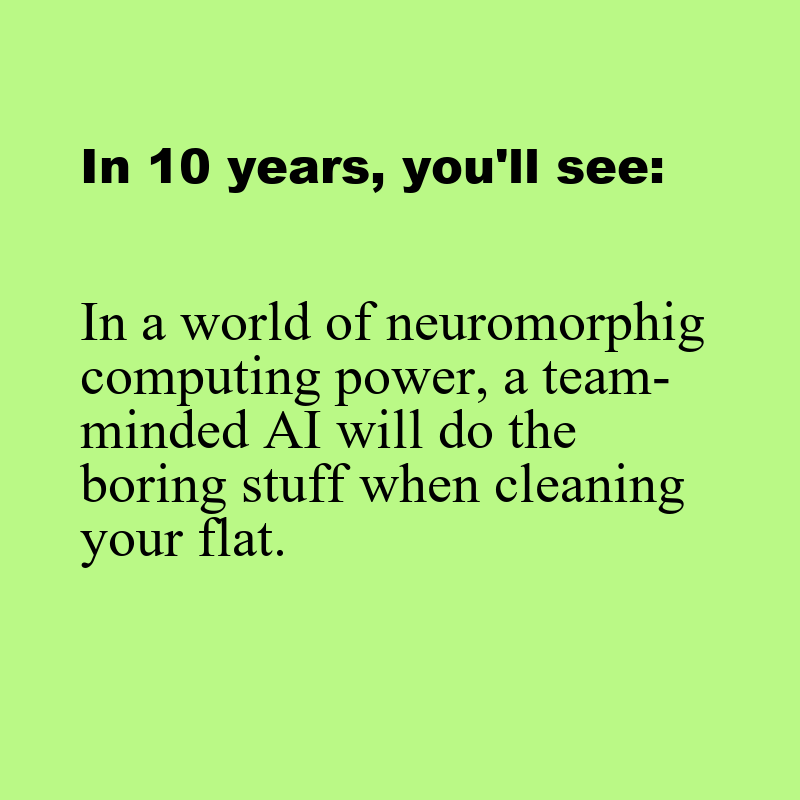 In 10 years, you'll see:
In a world of neuromorphig
computing power, a team-
minded AI will do the
boring stuff when cleaning
your flat.